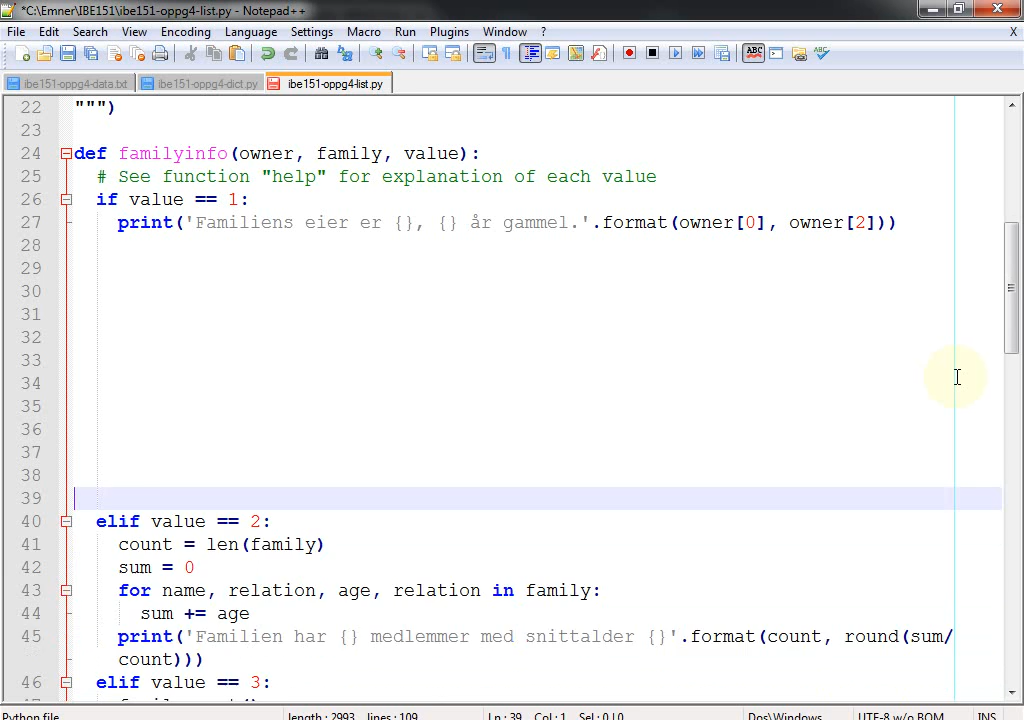 *C:\Emner\IBE151\ibe151-oppg4-list.py - Notepad++
File Edit Search View Encoding Language Settings Macro Run Plugins Window ? X
ibe151-oppg4-data.txt ibe151-oppg4-dict.py ibe151-oppg4-list.py
22 """)
23
24 def familyinfo(owner, family, value):
25 # See function "help" for explanation of each value
26 if value == 1:
27 print('Familiens eier er {}, {} år gammel.'.format(owner[0], owner[2]))
28
29
30
31
32
33
34
35
36
37
38
39
40 elif value == 2:
41 count = len(family)
42 sum = 0
43 for name, relation, age, relation in family:
44 sum += age
45 print('Familien har {} medlemmer med snittalder {}'.format(count, round(sum/
count)))
46 elif value == 3:
Python file length : 2993 lines : 109 Ln : 39 Col : 1 Sel : 0 | 0 Dos\Windows UTF-8 w/o BOM INS